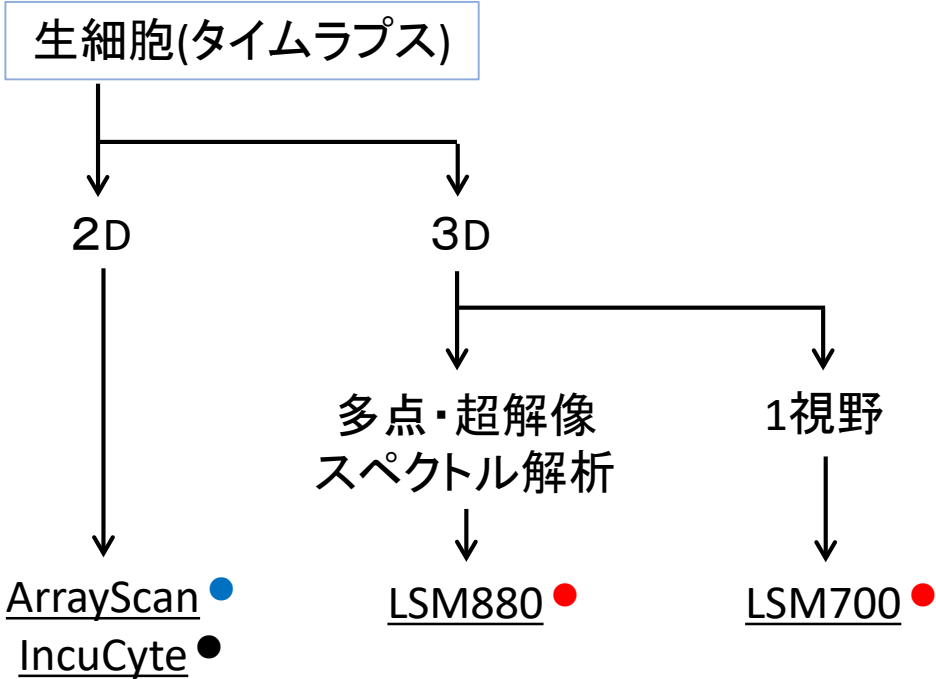 生細胞(タイムラプス)
２D
３D
多点・超解像
スペクトル解析
1視野
ArrayScan
IncuCyte
LSM880
LSM700